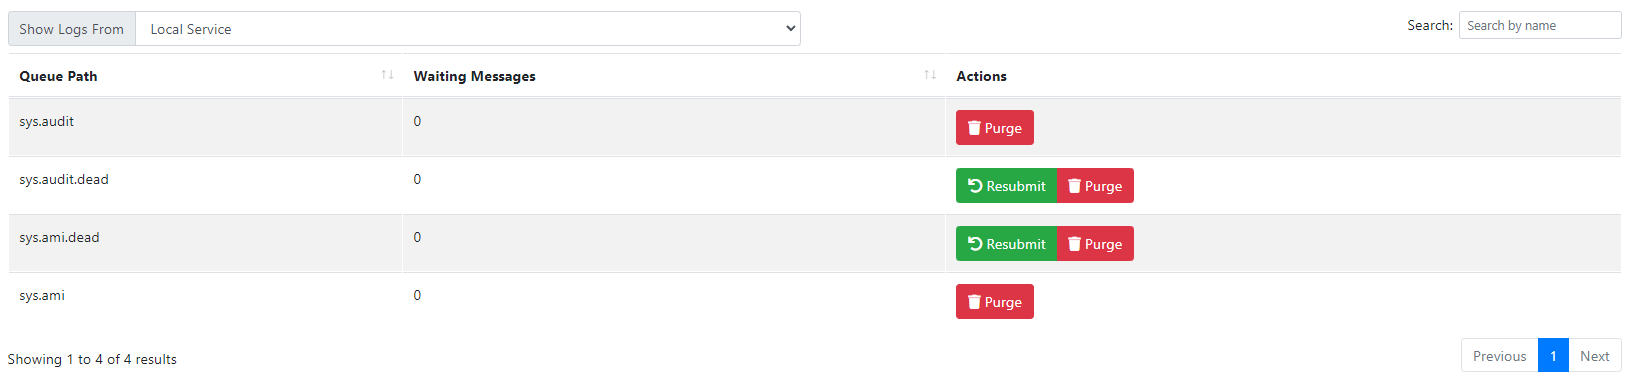 Show Logs From Local Service Search: Search by name
Queue Path Waiting Messages Actions
sys.audit 0 Purge
sys.audit.dead 0 Resubmit Purge
sys.ami.dead 0 Resubmit Purge
sys.ami 0 Purge
Showing 1 to 4 of 4 results Previous 1 Next